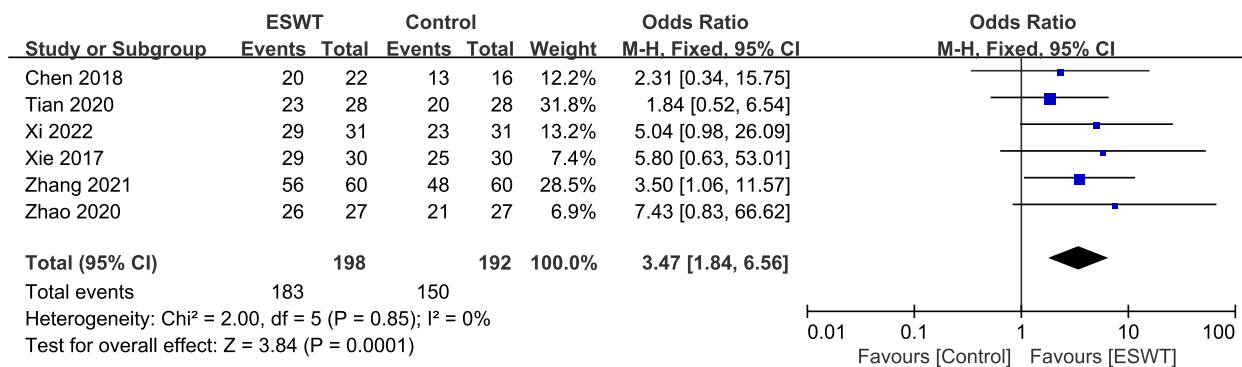 ESWT Control Odds Ratio Odds Ratio
Study or Subgroup Events Total Events Total Weight M-H, Fixed, 95% CI M-H, Fixed, 95% CI
Chen 2018 20 22 13 16 12.2% 2.31 [0.34, 15.75]
Tian 2020 23 28 20 28 31.8% 1.84 [0.52, 6.54]
Xi 2022 29 31 23 31 13.2% 5.04 [0.98, 26.09]
Xie 2017 29 30 25 30 7.4% 5.80 [0.63, 53.01]
Zhang 2021 56 60 48 60 28.5% 3.50 [1.06, 11.57]
Zhao 2020 26 27 21 27 6.9% 7.43 [0.83, 66.62]
Total (95% CI) 198 192 100.0% 3.47 [1.84, 6.56]
Total events 183 150
Heterogeneity: Chi² = 2.00, df = 5 (P = 0.85); I² = 0%
Test for overall effect: Z = 3.84 (P = 0.0001)
0.01 0.1 1 10 100
Favours [Control] Favours [ESWT]